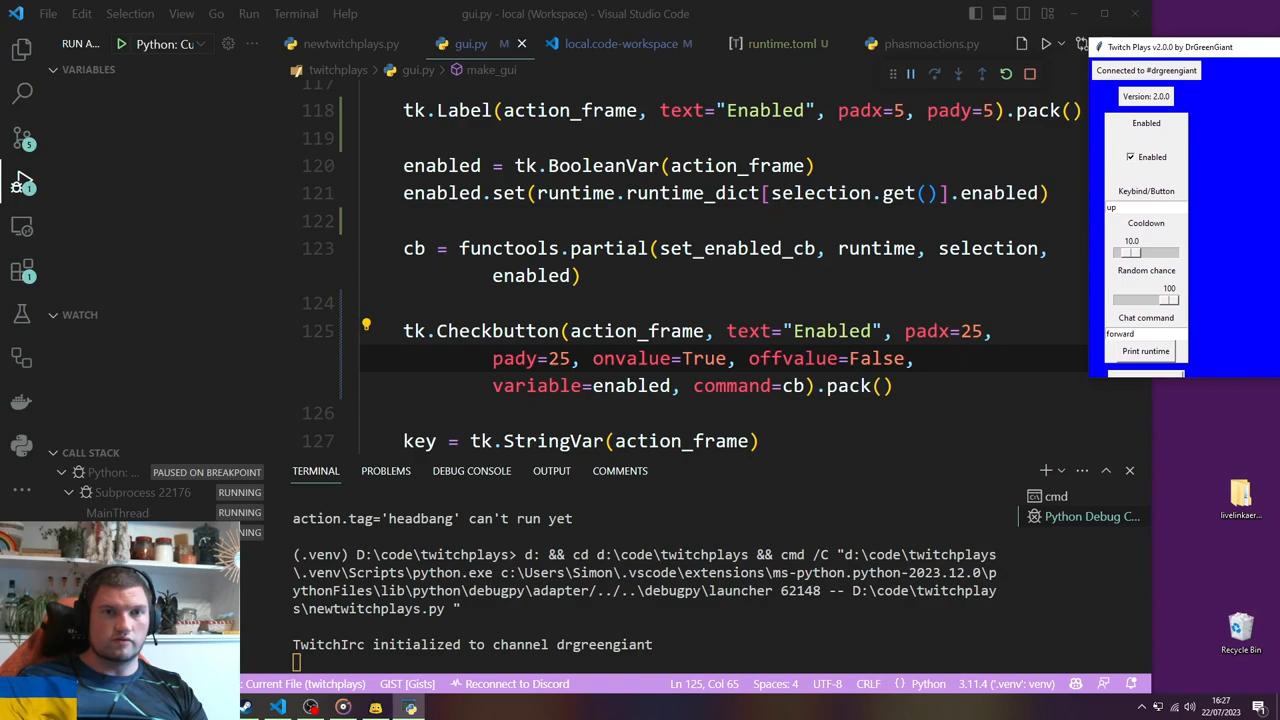 File Edit Selection View Go Run Terminal Help
gui.py - local (Workspace) - Visual Studio Code
RUN A... Python: Cu
newtwitchplays.py gui.py M local.code-workspace runtime.toml M phasmoactions.py
VARIABLES
twitchplays > gui.py > make_gui
117
118 tk.Label(action_frame, text="Enabled", padx=5, pady=5).pack()
119
120 enabled = tk.BooleanVar(action_frame)
121 enabled.set(runtime.runtime_dict[selection.get()].enabled)
122
123 cb = functools.partial(set_enabled_cb, runtime, selection,
enabled)
124
125 tk.Checkbutton(action_frame, text="Enabled", padx=25,
pady=25, onvalue=True, offvalue=False,
variable=enabled, command=cb).pack()
126
127 key = tk.StringVar(action_frame)
WATCH
CALL STACK
Python: ... PAUSED ON BREAKPOINT
Subprocess 22176 RUNNING
MainThread RUNNING
RUNNING
5
1
TERMINAL PROBLEMS DEBUG CONSOLE OUTPUT COMMENTS
cmd
Python Debug C...
action.tag='headbang' can't run yet
(.venv) D:\code\twitchplays> d: && cd d:\code\twitchplays && cmd /C "d:\code\twitchplays
\.venv\Scripts\python.exe c:\Users\Simon\.vscode\extensions\ms-python.python-2023.12.0\p
ythonFiles\lib\python\debugpy\adapter/../..\debugpy\launcher 62148 -- D:\code\twitchplay
s\newtwitchplays.py "
TwitchIrc initialized to channel drgreengiant
: Current File (twitchplays) GIST [Gists] Reconnect to Discord Ln 125, Col 65 Spaces: 4 UTF-8 CRLF Python 3.11.4 ('.venv': venv)
Twitch Plays v2.0.0 by DrGreenGiant
Connected to #drgreengiant
Version: 2.0.0
Enabled
Enabled
Keybind/Button
up
Cooldown
10.0
Random chance
100
Chat command
forward
Print runtime
livelinkaer...
Recycle Bin
16:27
22/07/2023
1